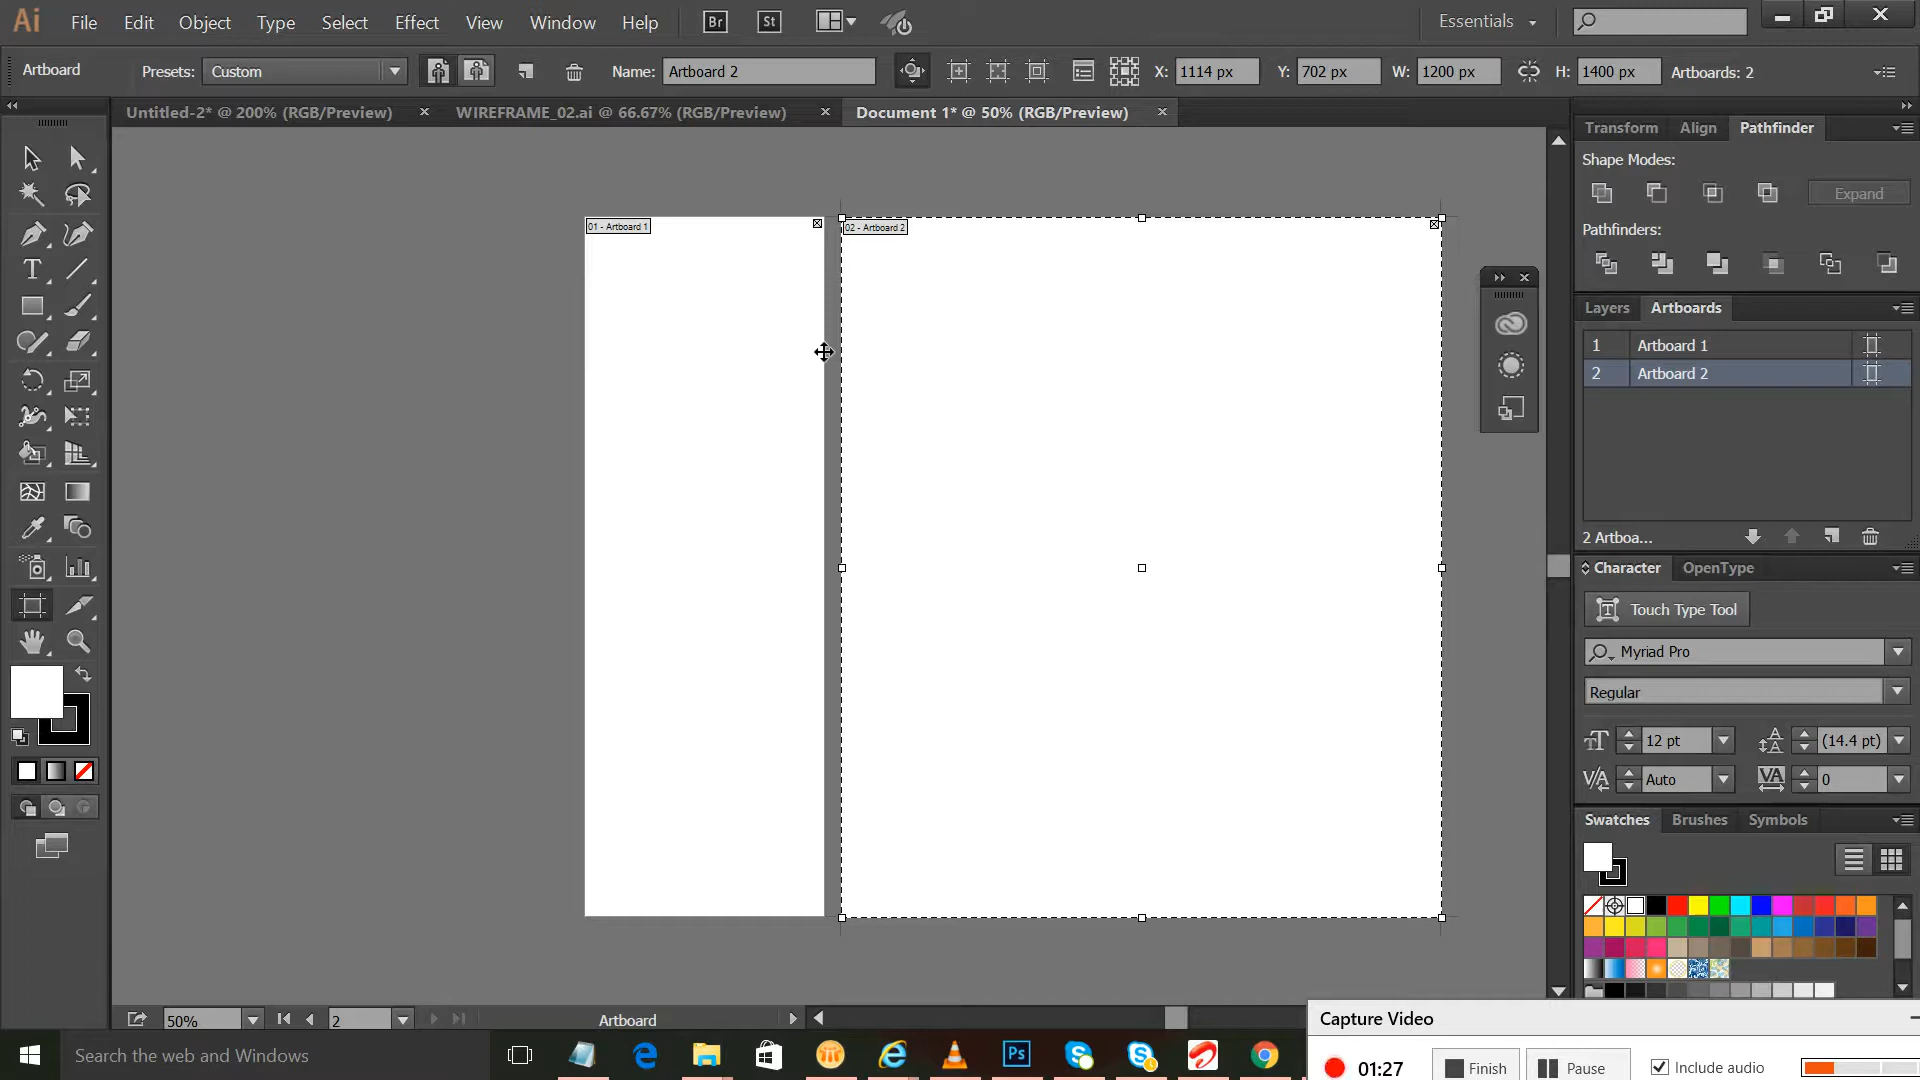 Ai File Edit Object Type Select Effect View Window Help Br St Essentials
Artboard Presets: Custom Name: Artboard 2 X: 1114 px Y: 702 px W: 1200 px H: 1400 px Artboards: 2
Untitled-2* @ 200% (RGB/Preview) WIREFRAME_02.ai @ 66.67% (RGB/Preview) Document 1* @ 50% (RGB/Preview)
Transform Align Pathfinder
Shape Modes:
Expand
Pathfinders:
01 - Artboard 1
02 - Artboard 2
Layers Artboards
1 Artboard 1
2 Artboard 2
2 Artboa...
Character OpenType
Touch Type Tool
Myriad Pro
Regular
12 pt (14.4 pt)
Auto 0
Swatches Brushes Symbols
50% 2 Artboard
Capture Video
Search the web and Windows
Ps
01:27 Finish Pause Include audio